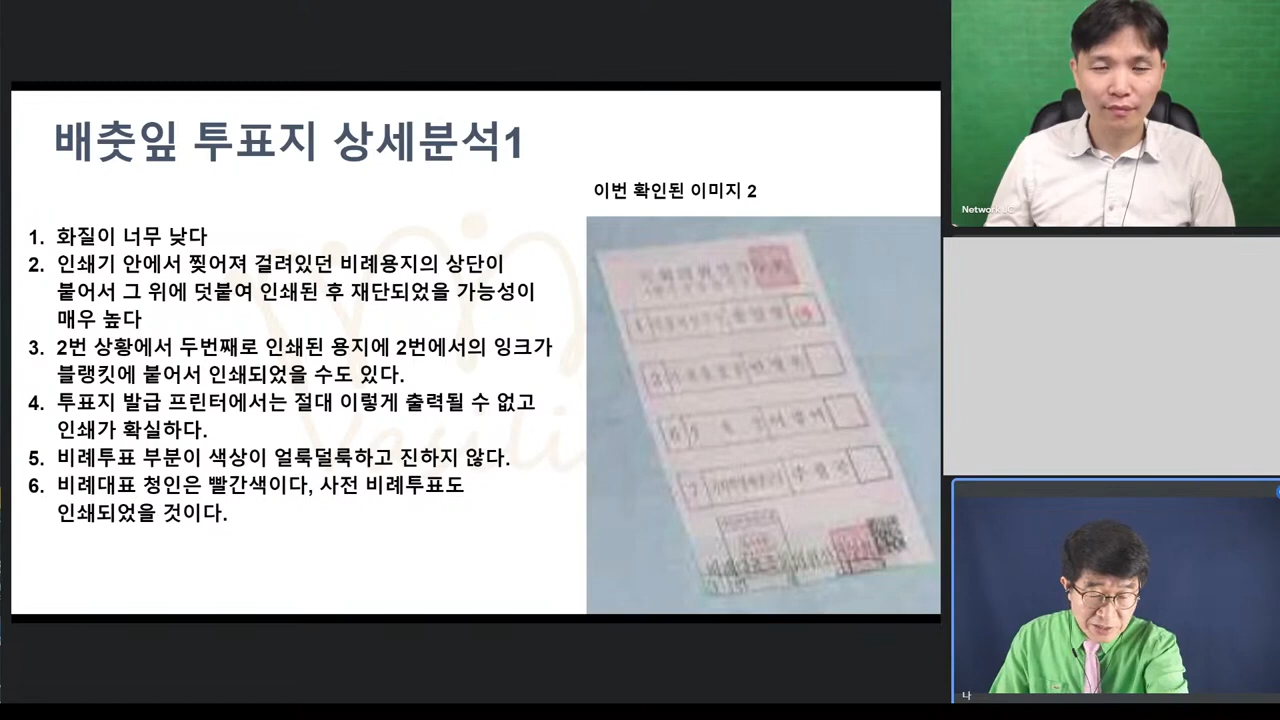 배춧잎 투표지 상세분석1
이번 확인된 이미지 2
1. 화질이 너무 낮다
2. 인쇄기 안에서 찢어져 걸려있던 비례용지의 상단이
붙어서 그 위에 덧붙여 인쇄된 후 재단되었을 가능성이
매우 높다
3. 2번 상황에서 두번째로 인쇄된 용지에 2번에서의 잉크가
블랭킷에 붙어서 인쇄되었을 수도 있다.
4. 투표지 발급 프린터에서는 절대 이렇게 출력될 수 없고
인쇄가 확실하다.
5. 비례투표 부분이 색상이 얼룩덜룩하고 진하지 않다.
6. 비례대표 청인은 빨간색이다, 사전 비례투표도
인쇄되었을 것이다.
Network
나